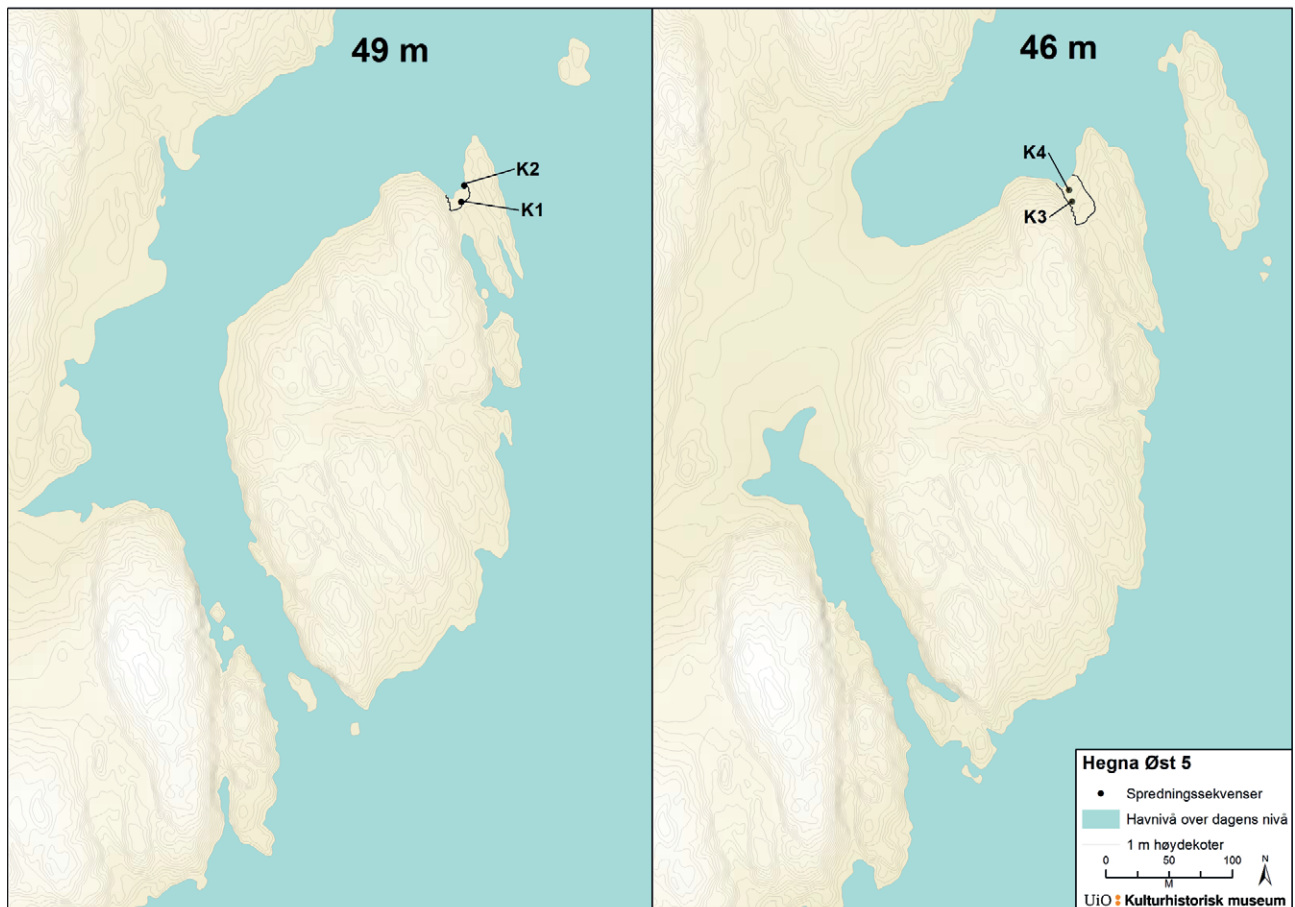 49 m
K2
K1
46 m
K4
K3
Hegna Øst 5
Spredningssekvenser
Havnivå over dagens nivå
1 m høydekoter
0 50 100
M
N
UiO : Kulturhistorisk museum